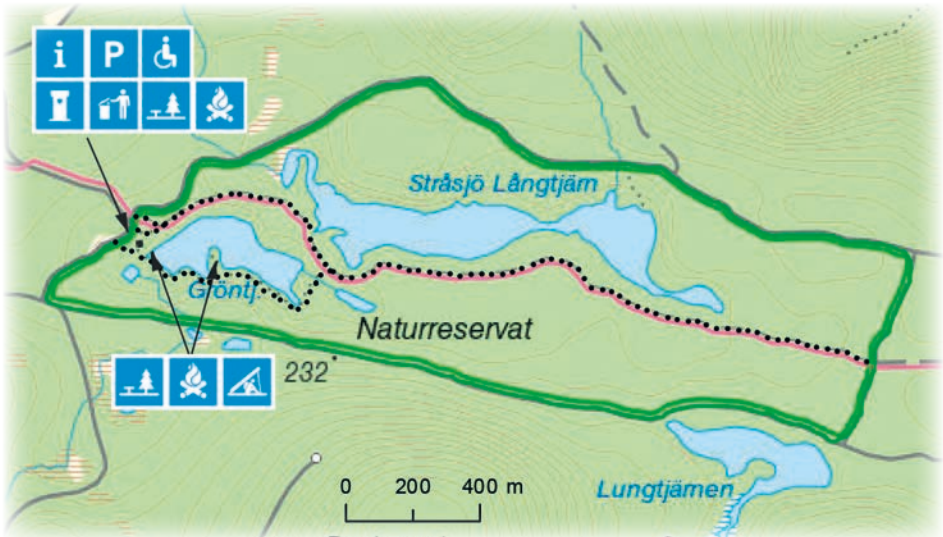 i P
Stråsjö Långtjärn
Gröntj.
Naturreservat
232
0 200 400 m
Lungtjärnen